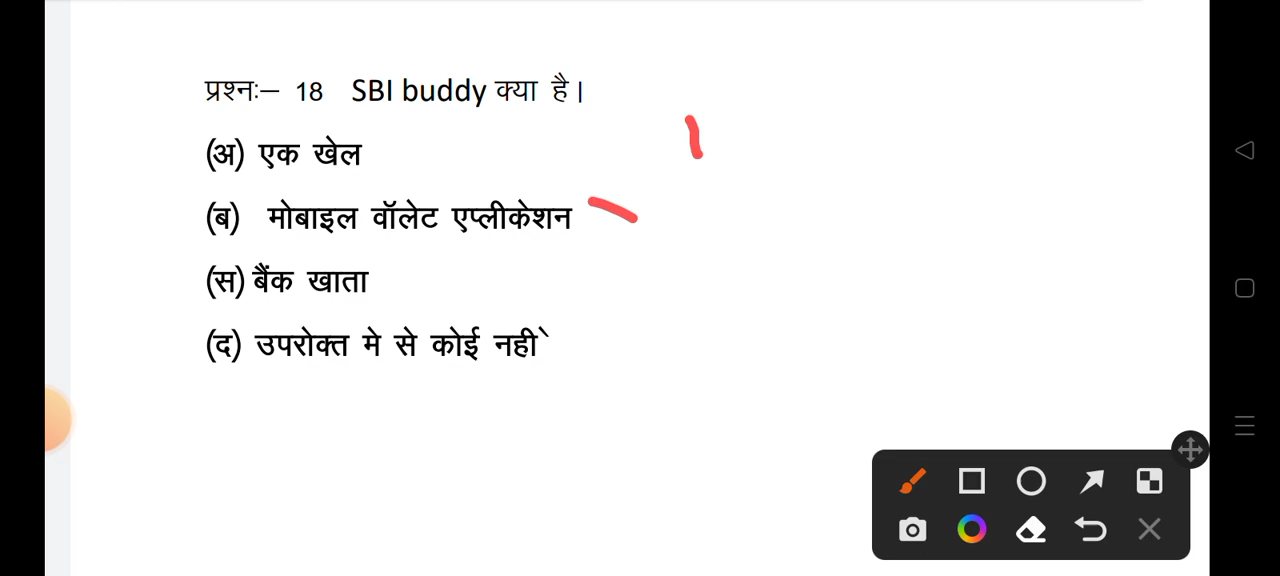 प्रश्नः– 18 SBI buddy क्या है।
(अ) एक खेल
(ब) मोबाइल वॉलेट एप्लीकेशन
(स) बैंक खाता
(द) उपरोक्त मे से कोई नहीे